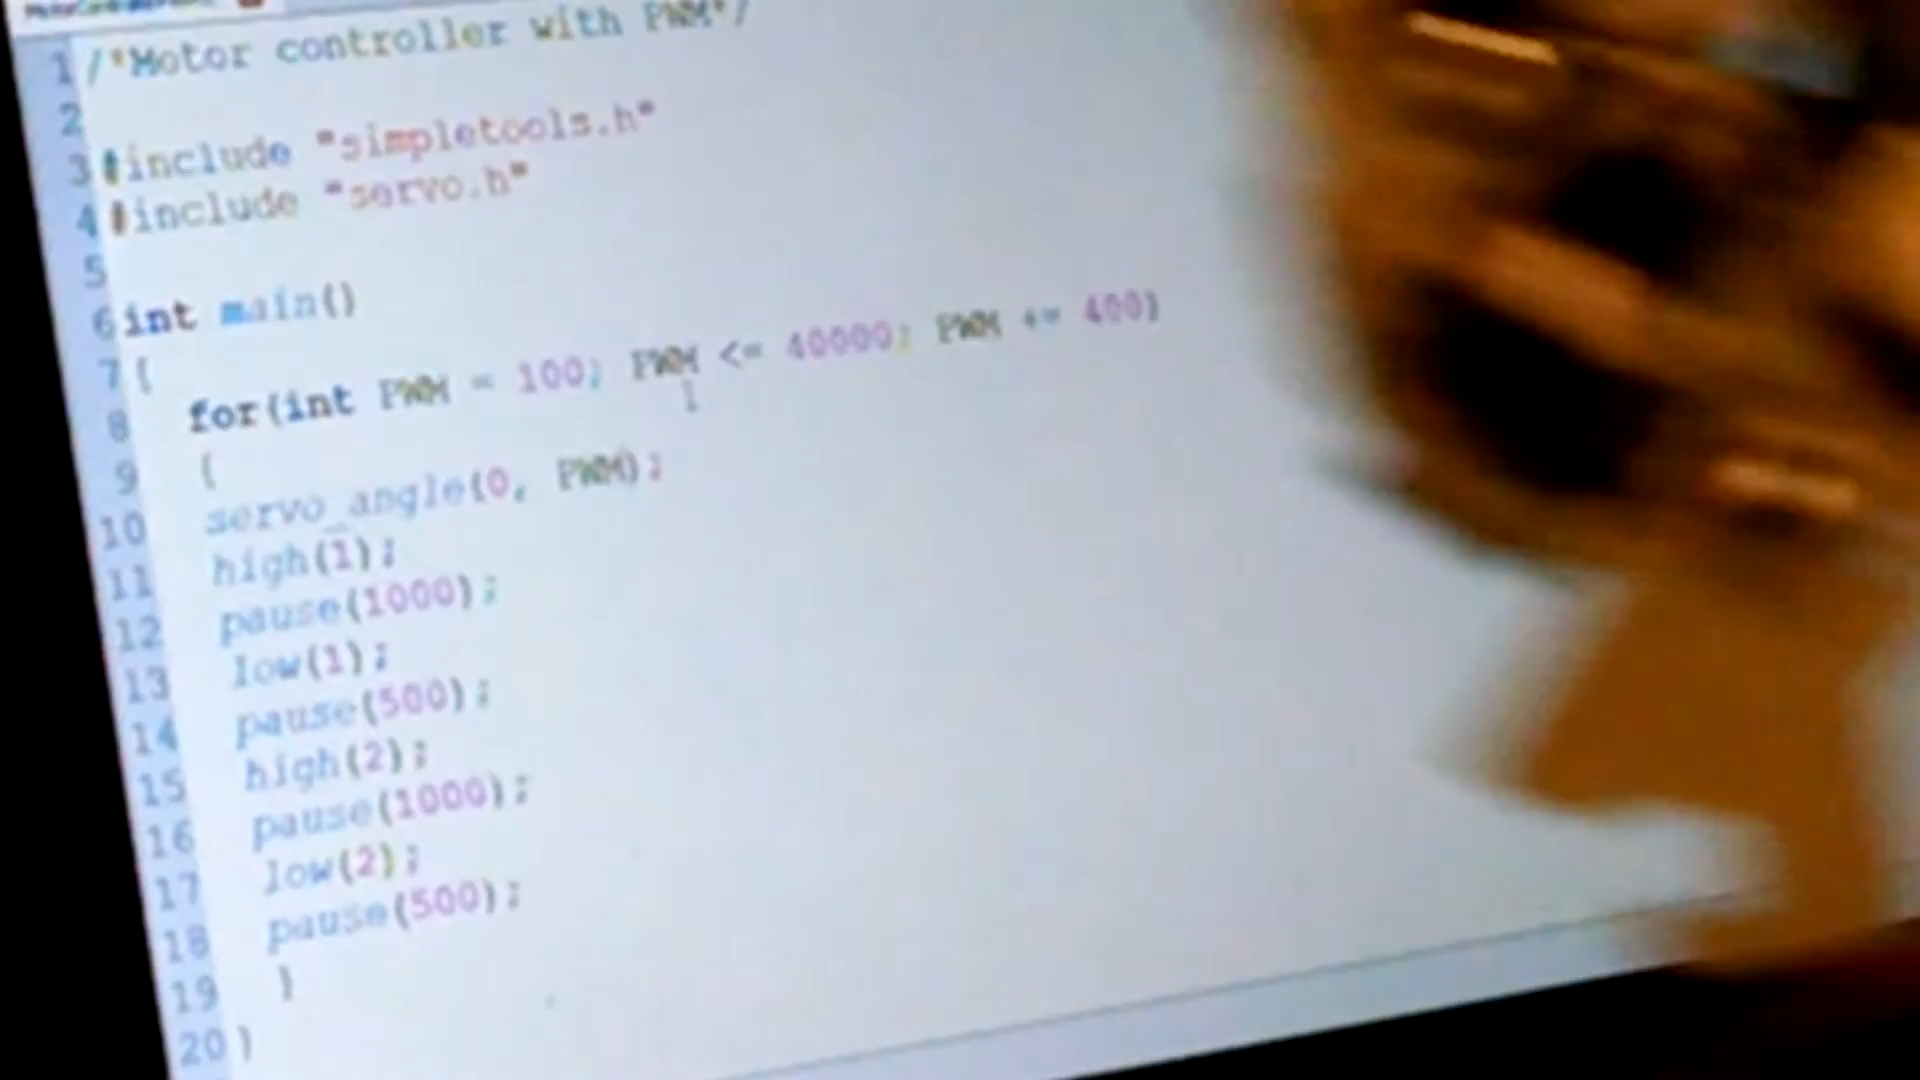 1 /*Motor controller with PWM*/
2
3 #include "simpletools.h"
4 #include "servo.h"
5
6 int main()
7 {
8 for(int PWM = 100; PWM <= 40000; PWM += 400)
9 {
10 servo_angle(0, PWM);
11 high(1);
12 pause(1000);
13 low(1);
14 pause(500);
15 high(2);
16 pause(1000);
17 low(2);
18 pause(500);
19 }
20 }